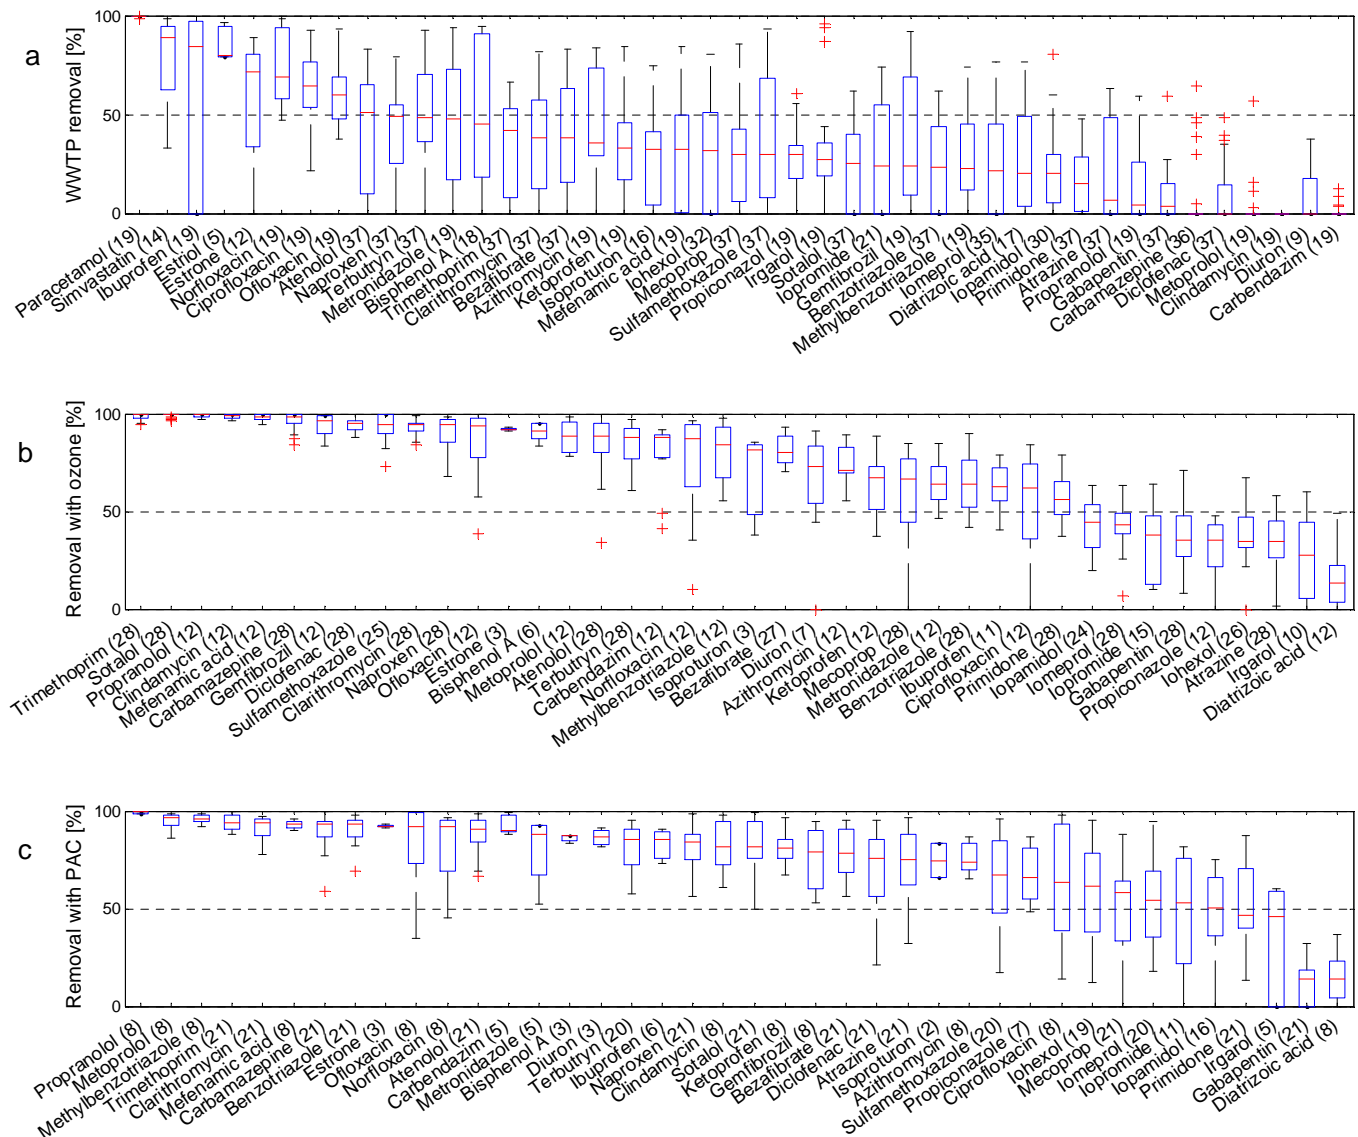 a
WWTP removal [%]
100
50
0
Paracetamol (19)
Simvastatin (14)
Ibuprofen (19)
Estriol (5)
Estrone (12)
Norfloxacin (19)
Ciprofloxacin (19)
Ofloxacin (19)
Atenolol (37)
Naproxen (37)
Terbutryn (37)
Metronidazole (19)
Bisphenol A (18)
Trimethoprim (37)
Clarithromycin (37)
Bezafibrate (37)
Azithromycin (37)
Ketoprofen (19)
Isoproturon (19)
Mefenamic acid (19)
Iohexol (32)
Mecoprop (37)
Sulfamethoxazole (37)
Propiconazol (19)
Irgarol (19)
Sotalol (37)
Iopromide (21)
Gemfibrozil (19)
Benzotriazole (37)
Methylbenzotriazole (19)
Iomeprol (35)
Diatrizoic acid (17)
Iopamidol (30)
Primidone (37)
Atrazine (37)
Propranolol (19)
Gabapentin (37)
Carbamazepine (36)
Diclofenac (37)
Metoprolol (19)
Clindamycin (19)
Diuron (9)
Carbendazim (19)
b
Removal with ozone [%]
100
50
0
Trimethoprim (28)
Sotalol (28)
Propranolol (12)
Clindamycin (12)
Mefenamic acid (12)
Carbamazepine (28)
Gemfibrozil (12)
Diclofenac (28)
Sulfamethoxazole (25)
Clarithromycin (28)
Naproxen (28)
Ofloxacin (12)
Estrone (3)
Bisphenol A (6)
Metoprolol (12)
Atenolol (28)
Terbutryn (28)
Carbendazim (12)
Norfloxacin (12)
Methylbenzotriazole (12)
Isoproturon (3)
Bezafibrate (27)
Diuron (7)
Azithromycin (12)
Ketoprofen (12)
Mecoprop (28)
Metronidazole (12)
Benzotriazole (28)
Ibuprofen (11)
Ciprofloxacin (12)
Primidone (28)
Iopamidol (24)
Iomeprol (28)
Iopromide (15)
Gabapentin (28)
Propiconazole (12)
Iohexol (26)
Atrazine (28)
Irgarol (10)
Diatrizoic acid (12)
c
Removal with PAC [%]
100
50
0
Propranolol (8)
Metoprolol (8)
Methylbenzotriazole (8)
Trimethoprim (21)
Clarithromycin (21)
Mefenamic acid (8)
Carbamazepine (21)
Benzotriazole (21)
Estrone (3)
Ofloxacin (8)
Norfloxacin (8)
Atenolol (21)
Carbendazim (5)
Metronidazole (5)
Bisphenol A (3)
Diuron (3)
Terbutryn (20)
Ibuprofen (6)
Naproxen (21)
Clindamycin (8)
Sotalol (21)
Ketoprofen (8)
Gemfibrozil (8)
Bezafibrate (21)
Diclofenac (21)
Atrazine (21)
Isoproturon (2)
Azithromycin (8)
Sulfamethoxazole (20)
Propiconazole (7)
Ciprofloxacin (8)
Iohexol (19)
Mecoprop (21)
Iomeprol (20)
Iopromide (11)
Iopamidol (16)
Primidone (21)
Irgarol (5)
Gabapentin (21)
Diatrizoic acid (8)